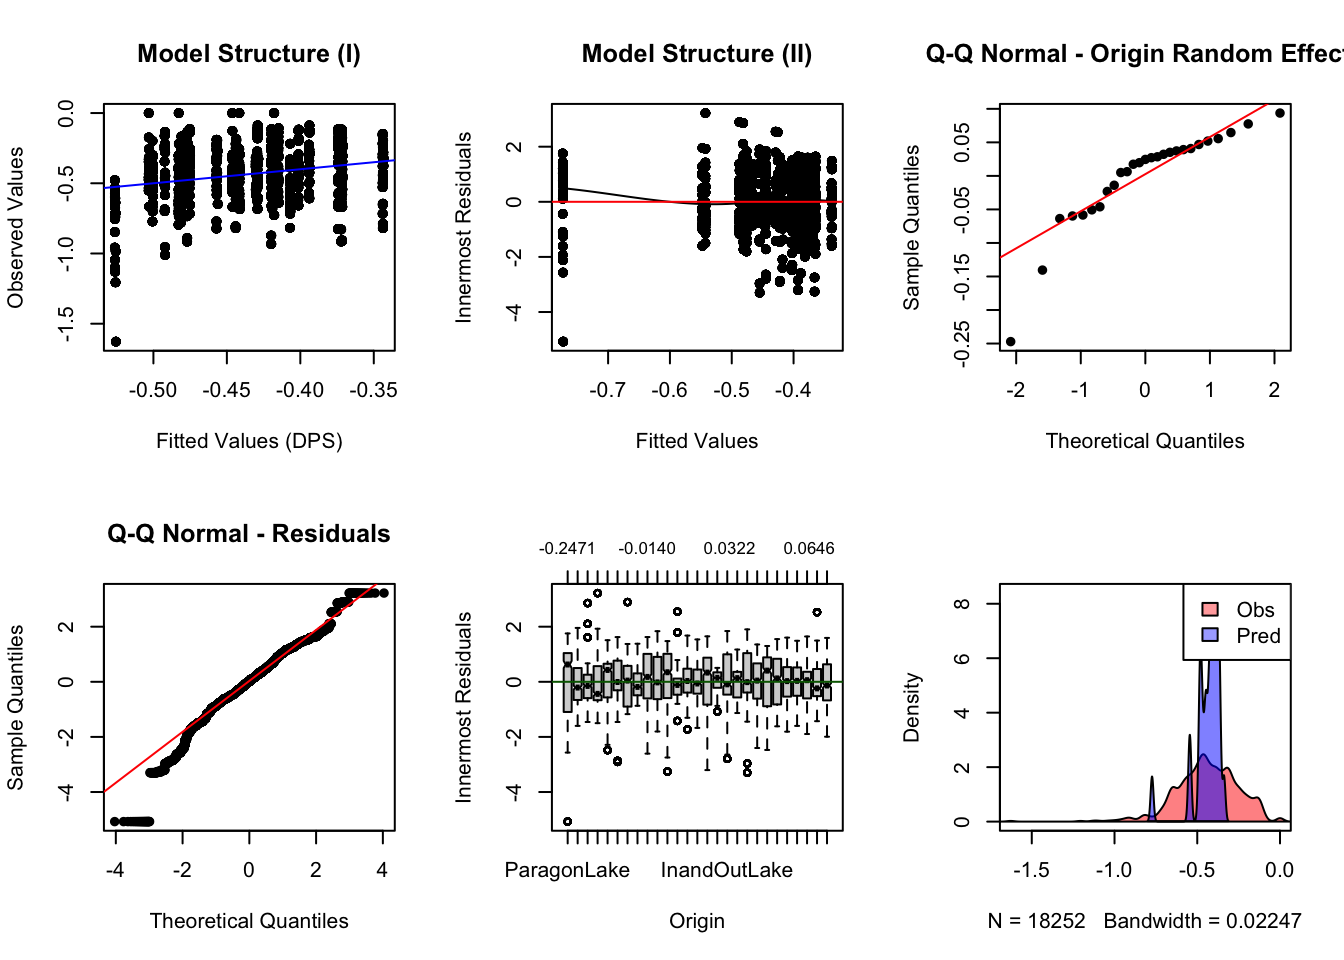 Model Structure (I)
Observed Values
0.0
-0.5
-1.0
-1.5
-0.50 -0.45 -0.40 -0.35
Fitted Values (DPS)
Model Structure (II)
Innermost Residuals
2
0
-2
-4
-0.7 -0.6 -0.5 -0.4
Fitted Values
Q-Q Normal - Origin Random Effect
Sample Quantiles
0.05
-0.05
-0.15
-0.25
-2 -1 0 1 2
Theoretical Quantiles
Q-Q Normal - Residuals
Sample Quantiles
2
0
-2
-4
-4 -2 0 2 4
Theoretical Quantiles
-0.2471 -0.0140 0.0322 0.0646
Innermost Residuals
2
0
-2
-4
ParagonLake InandOutLake
Origin
Density
8
6
4
2
0
Obs
Pred
-1.5 -1.0 -0.5 0.0
N = 18252 Bandwidth = 0.02247